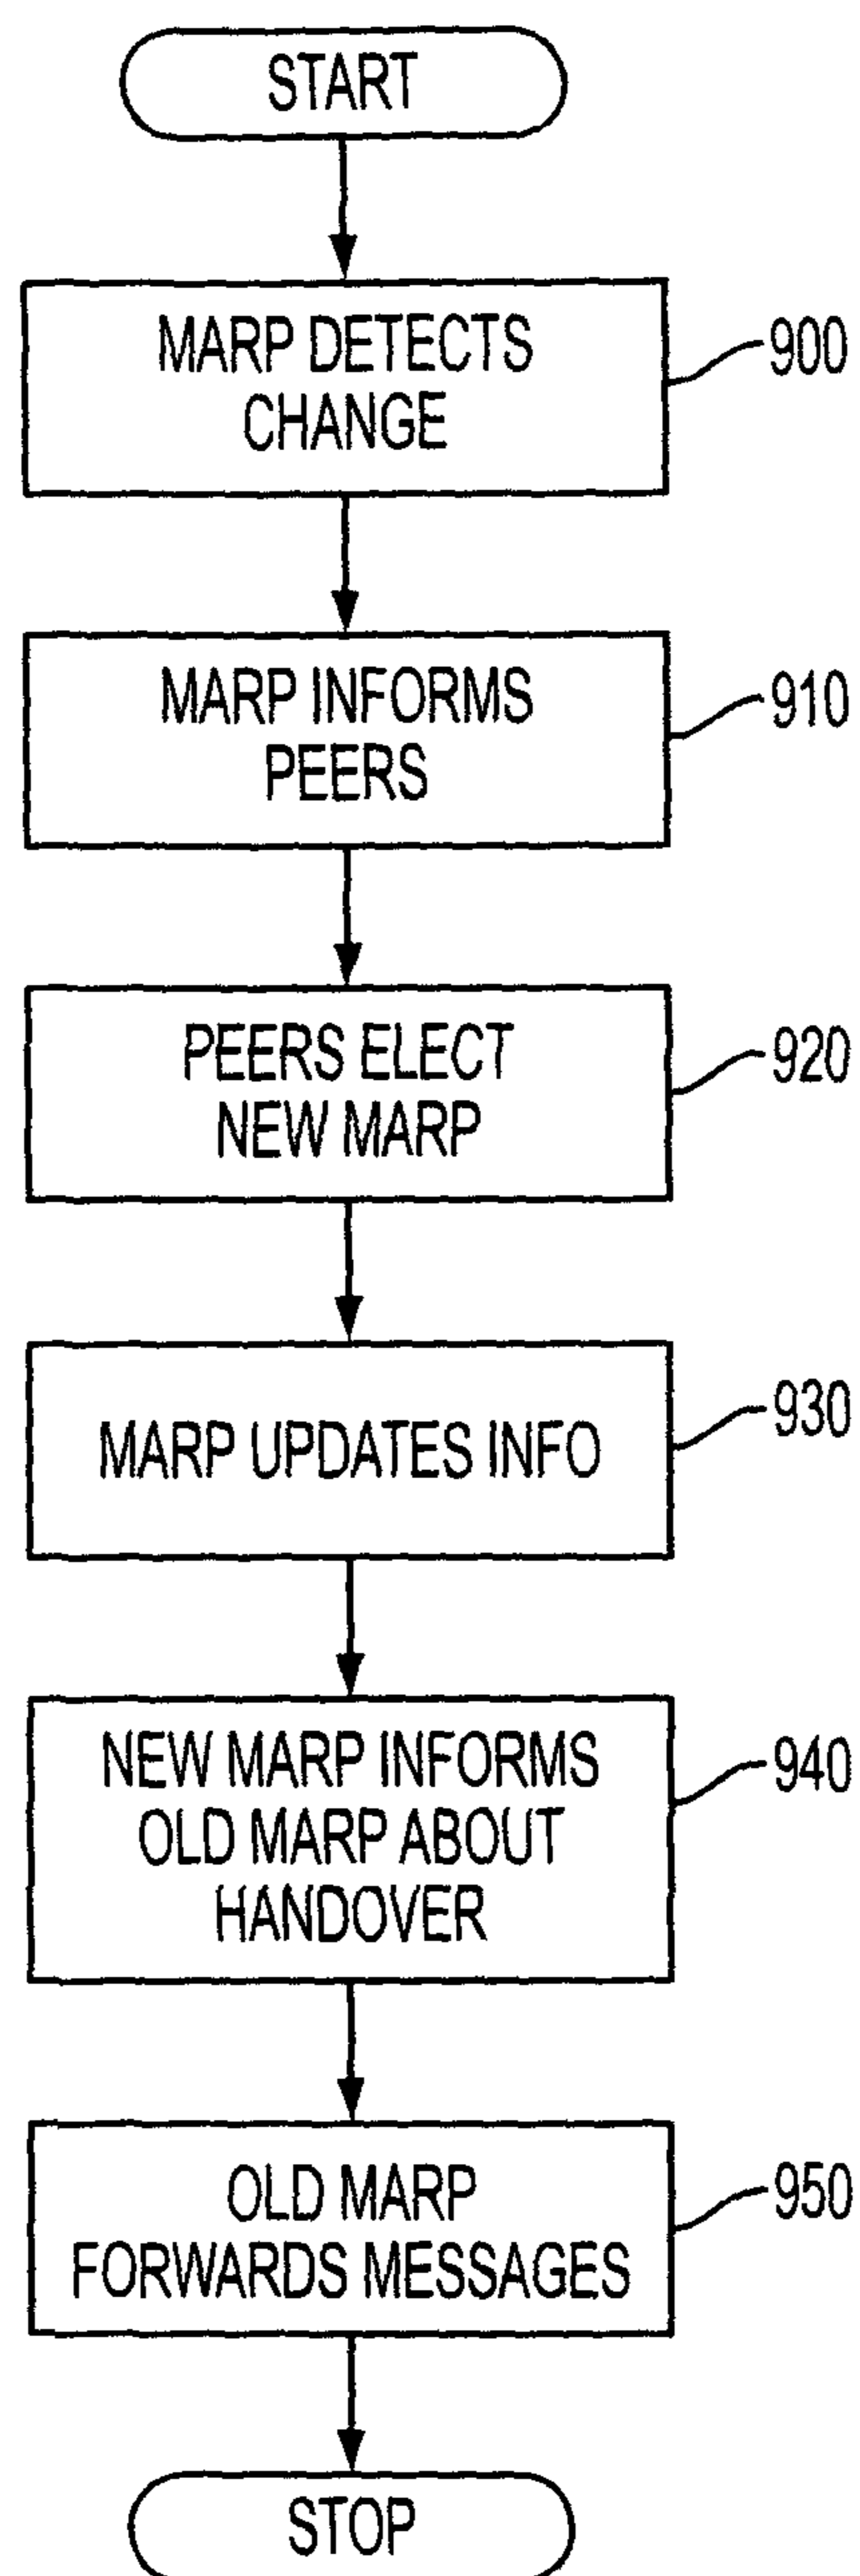 START
MARP DETECTS
CHANGE
900
MARP INFORMS
PEERS
910
PEERS ELECT
NEW MARP
920
MARP UPDATES INFO
930
NEW MARP INFORMS
OLD MARP ABOUT
HANDOVER
940
OLD MARP
FORWARDS MESSAGES
950
STOP